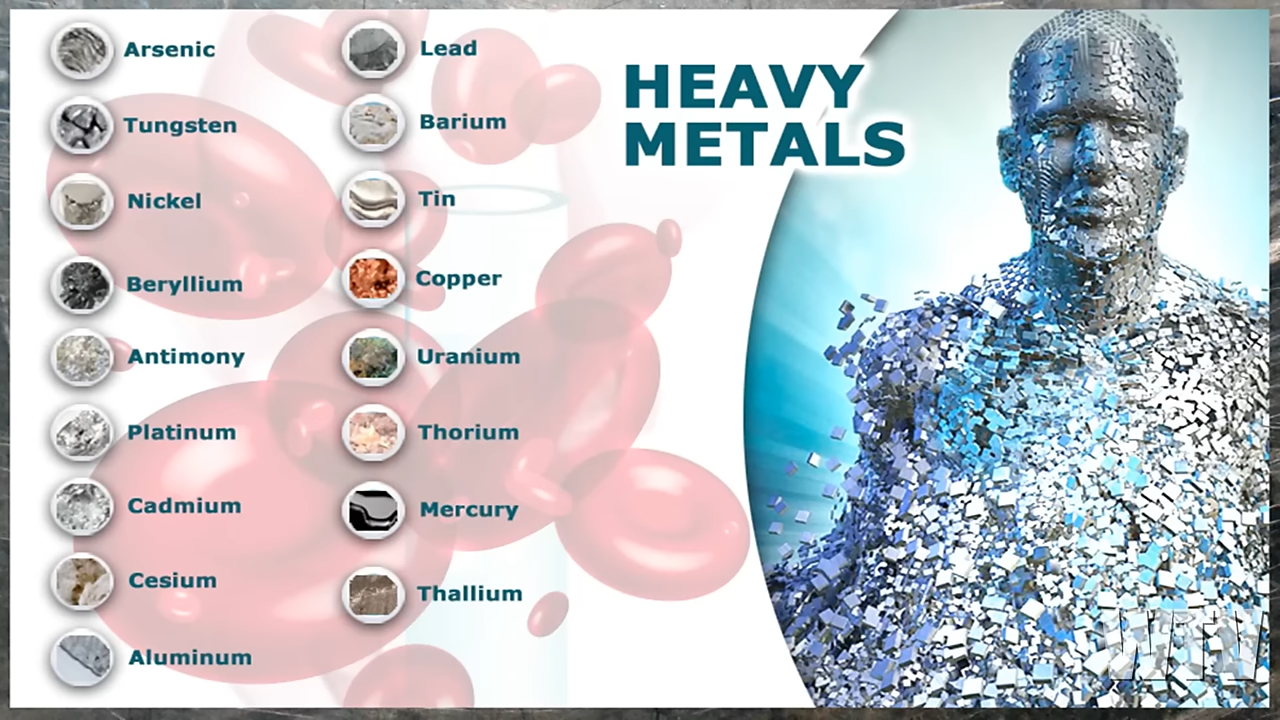 HEAVY
METALS
Arsenic
Tungsten
Nickel
Beryllium
Antimony
Platinum
Cadmium
Cesium
Aluminum
Lead
Barium
Tin
Copper
Uranium
Thorium
Mercury
Thallium